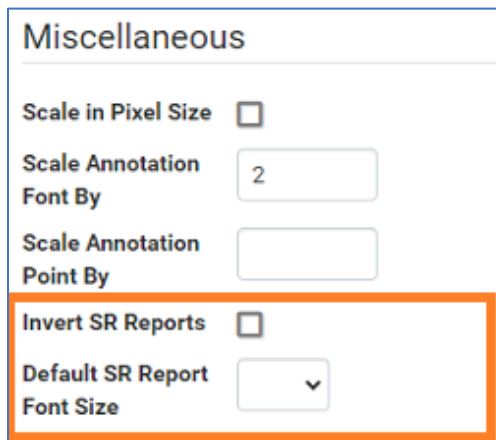 Miscellaneous
Scale in Pixel Size
Scale Annotation
Font By
2
Scale Annotation
Point By
Invert SR Reports
Default SR Report
Font Size